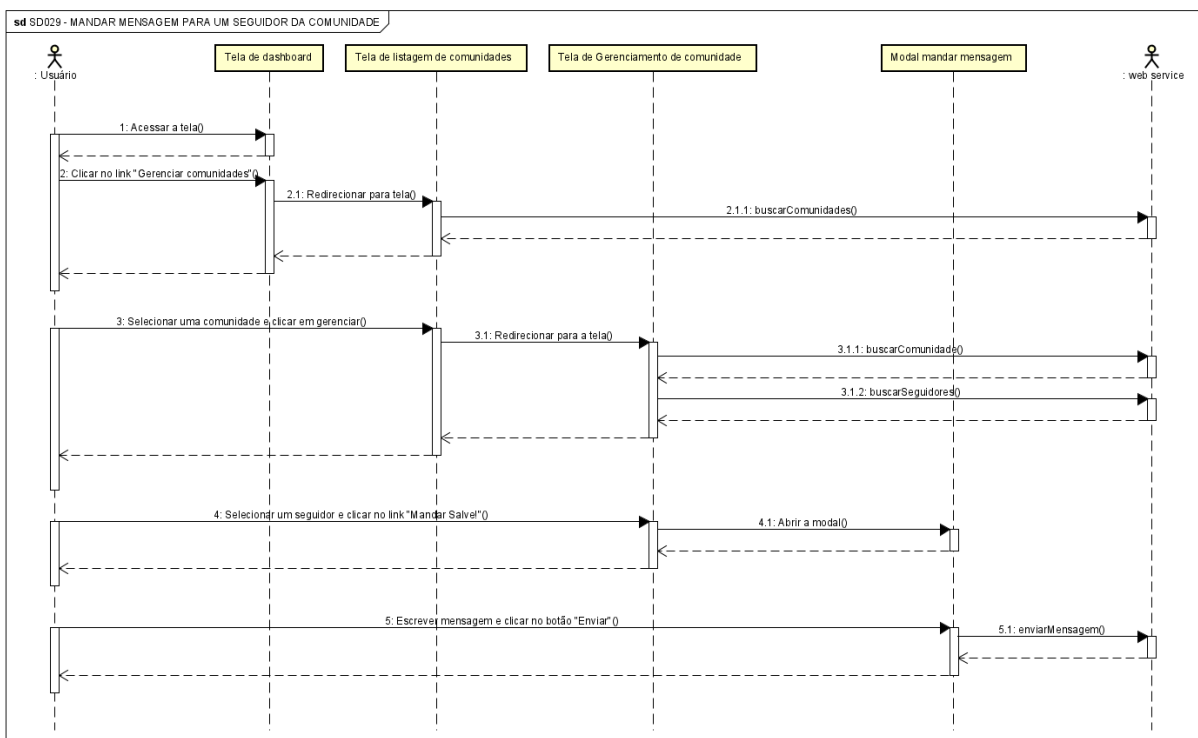 sd SD029 - MANDAR MENSAGEM PARA UM SEGUIDOR DA COMUNIDADE
: Usuário
Tela de dashboard
Tela de listagem de comunidades
Tela de Gerenciamento de comunidade
Modal mandar mensagem
: web service
1: Acessar a tela()
2: Clicar no link "Gerenciar comunidades"()
2.1: Redirecionar para tela()
2.1.1: buscarComunidades()
3: Selecionar uma comunidade e clicar em gerenciar()
3.1: Redirecionar para a tela()
3.1.1: buscarComunidade()
3.1.2: buscarSeguidores()
4: Selecionar um seguidor e clicar no link "Mandar Salve!"()
4.1: Abrir a modal()
5: Escrever mensagem e clicar no botão "Enviar"()
5.1: enviarMensagem()